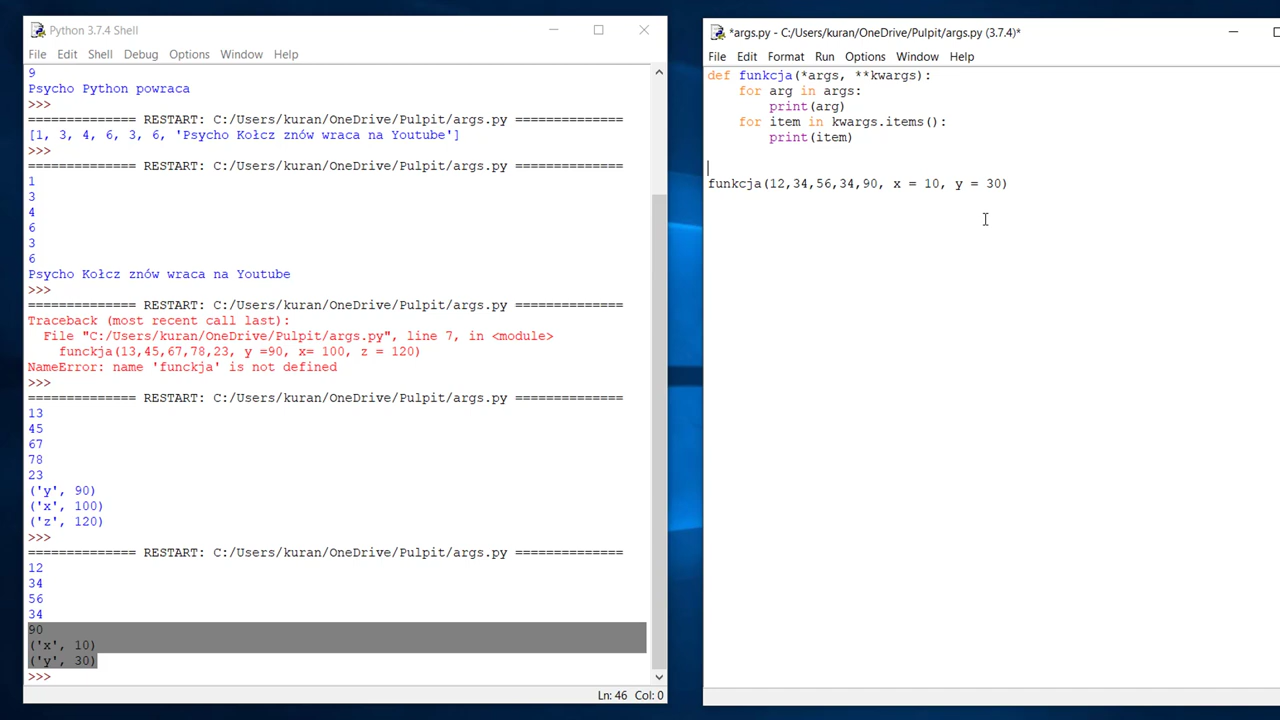 Python 3.7.4 Shell
File Edit Shell Debug Options Window Help
9
Psycho Python powraca
>>>
============== RESTART: C:/Users/kuran/OneDrive/Pulpit/args.py ==============
[1, 3, 4, 6, 3, 6, 'Psycho Kołcz znów wraca na Youtube']
>>>
============== RESTART: C:/Users/kuran/OneDrive/Pulpit/args.py ==============
1
3
4
6
3
6
Psycho Kołcz znów wraca na Youtube
>>>
============== RESTART: C:/Users/kuran/OneDrive/Pulpit/args.py ==============
Traceback (most recent call last):
  File "C:/Users/kuran/OneDrive/Pulpit/args.py", line 7, in <module>
    funckja(13,45,67,78,23, y =90, x= 100, z = 120)
NameError: name 'funckja' is not defined
>>>
============== RESTART: C:/Users/kuran/OneDrive/Pulpit/args.py ==============
13
45
67
78
23
('y', 90)
('x', 100)
('z', 120)
>>>
============== RESTART: C:/Users/kuran/OneDrive/Pulpit/args.py ==============
12
34
56
34
90
('x', 10)
('y', 30)
>>>
Ln: 46 Col: 0
*args.py - C:/Users/kuran/OneDrive/Pulpit/args.py (3.7.4)*
File Edit Format Run Options Window Help
def funkcja(*args, **kwargs):
    for arg in args:
        print(arg)
    for item in kwargs.items():
        print(item)
funkcja(12,34,56,34,90, x = 10, y = 30)